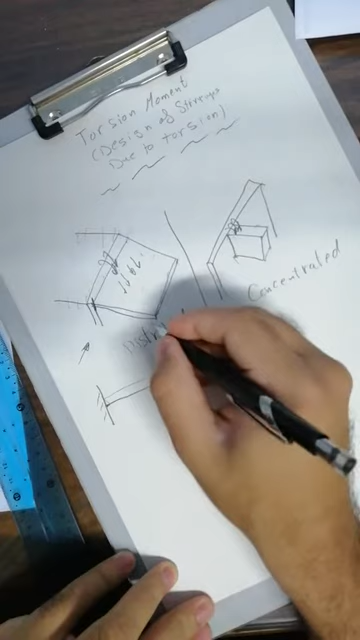 Torsion Moment
(Design of Stirrups
Due to torsion)
Concentrated